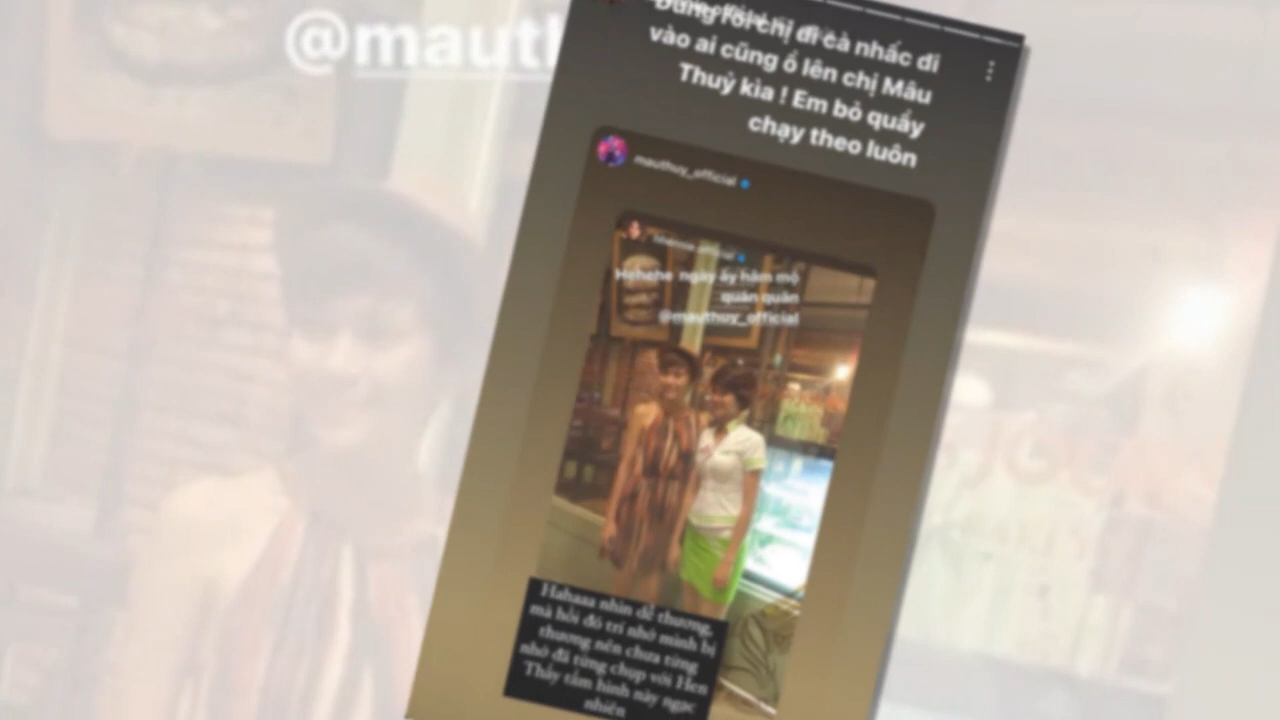 @mauth
Đúng rồi chị đi cà nhắc đi
vào ai cũng ồ lên chị Mâu
Thuỷ kìa ! Em bỏ quầy
chạy theo luôn
mauthuy_official
Hehehe ngày ấy hâm mộ
quán quân
@mauthuy_official
Hahaaa nhìn dễ thương,
mà hồi đó trí nhớ mình bị
thương nên chưa từng
nhớ đã từng chụp với Hen
Thấy tấm hình này ngạc
nhiên